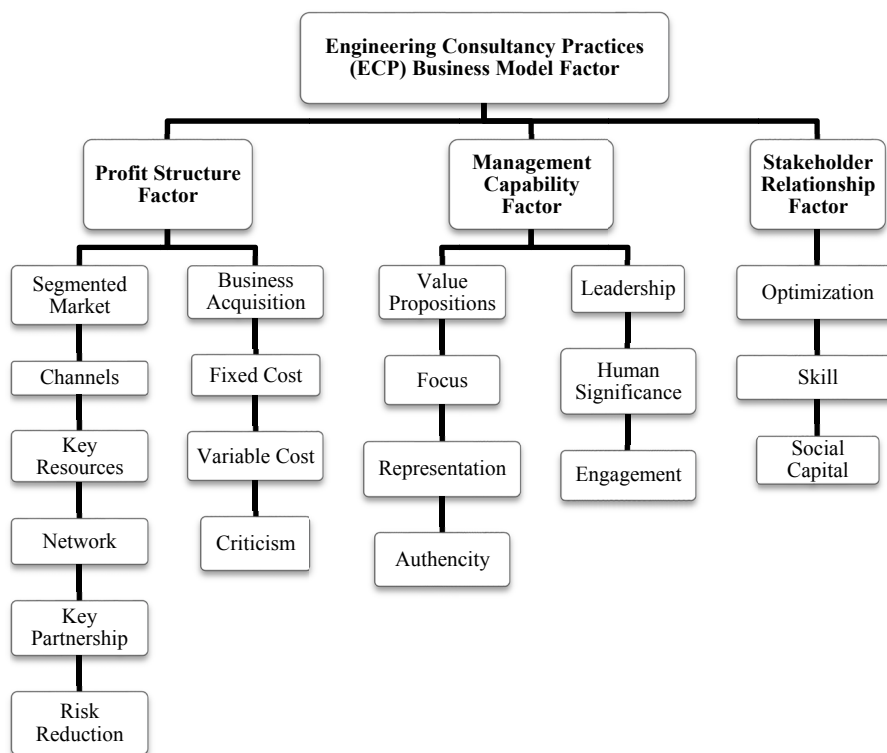 Engineering Consultancy Practices
(ECP) Business Model Factor
Profit Structure
Factor
Management
Capability
Factor
Stakeholder
Relationship
Factor
Segmented
Market
Channels
Key
Resources
Network
Key
Partnership
Risk
Reduction
Business
Acquisition
Fixed Cost
Variable Cost
Criticism
Value
Propositions
Focus
Representation
Authencity
Leadership
Human
Significance
Engagement
Optimization
Skill
Social
Capital